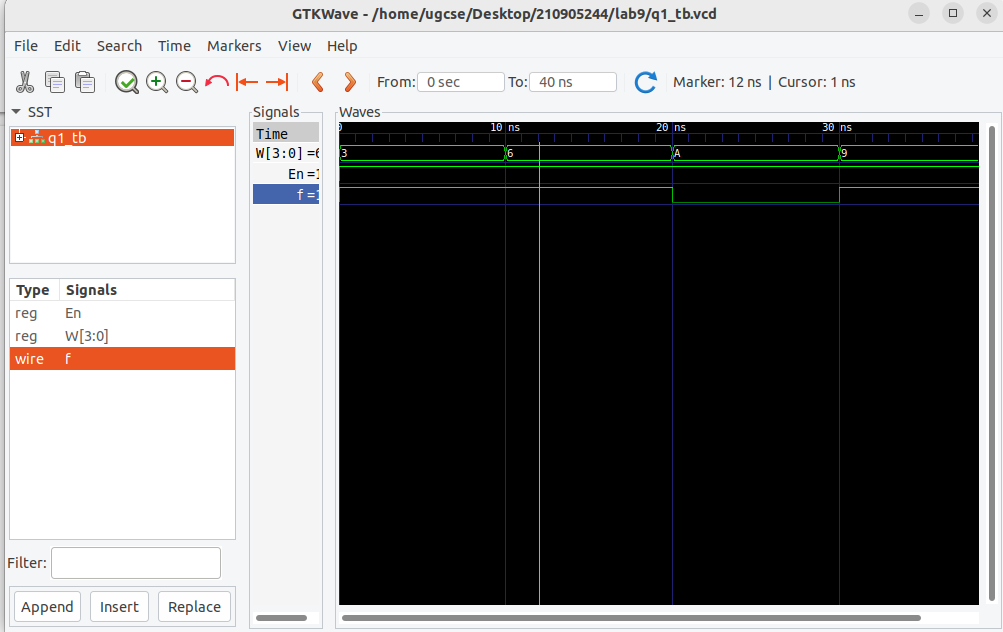 GTKWave - /home/ugcse/Desktop/210905244/lab9/q1_tb.vcd
File Edit Search Time Markers View Help
From: 0 sec To: 40 ns Marker: 12 ns | Cursor: 1 ns
SST
q1_tb
Type Signals
reg En
reg W[3:0]
wire f
Filter:
Append Insert Replace
Signals
Time
W[3:0] =6
En =1
f =1
Waves
0 10 ns 20 ns 30 ns
3 6 A 9